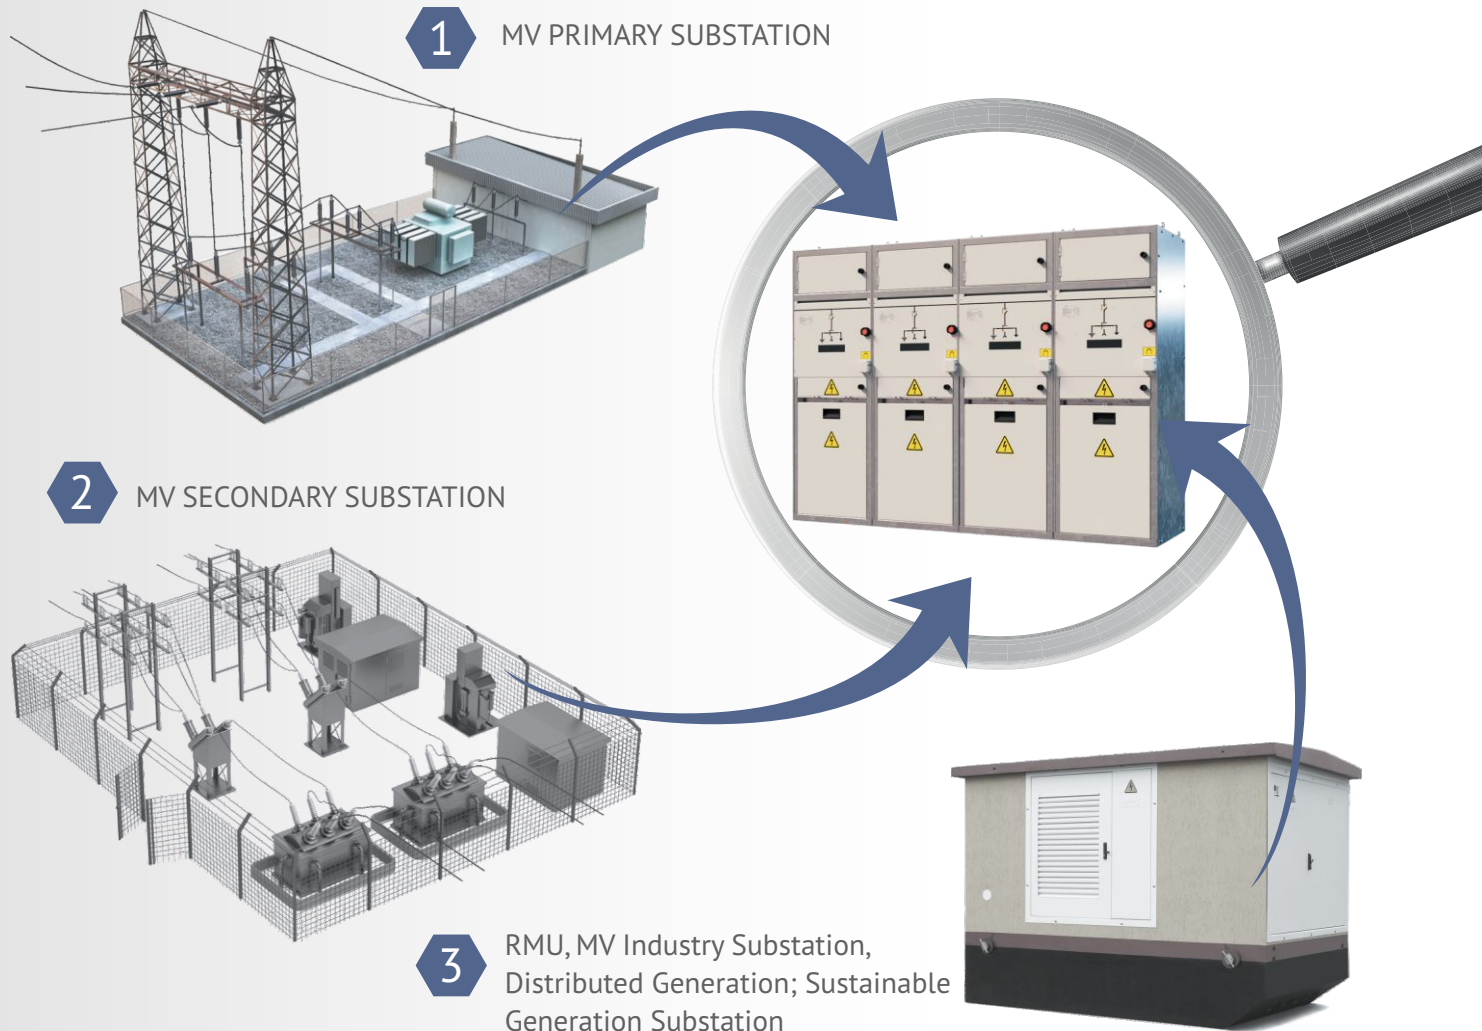 1
MV PRIMARY SUBSTATION
2
MV SECONDARY SUBSTATION
3
RMU, MV Industry Substation,
Distributed Generation; Sustainable
Generation Substation